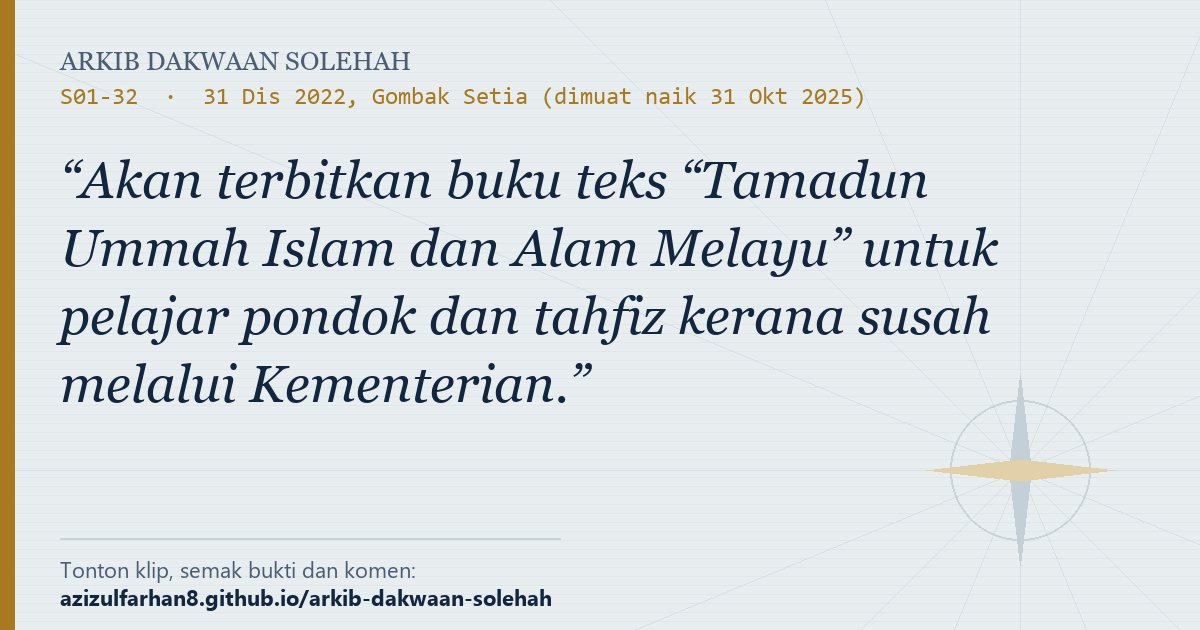 ARKIB DAKWAAN SOLEHAH
S01-32 · 31 Dis 2022, Gombak Setia (dimuat naik 31 Okt 2025)
“Akan terbitkan buku teks “Tamadun
Ummah Islam dan Alam Melayu” untuk
pelajar pondok dan tahfiz kerana susah
melalui Kementerian.”
Tonton klip, semak bukti dan komen:
azizulfarhan8.github.io/arkib-dakwaan-solehah